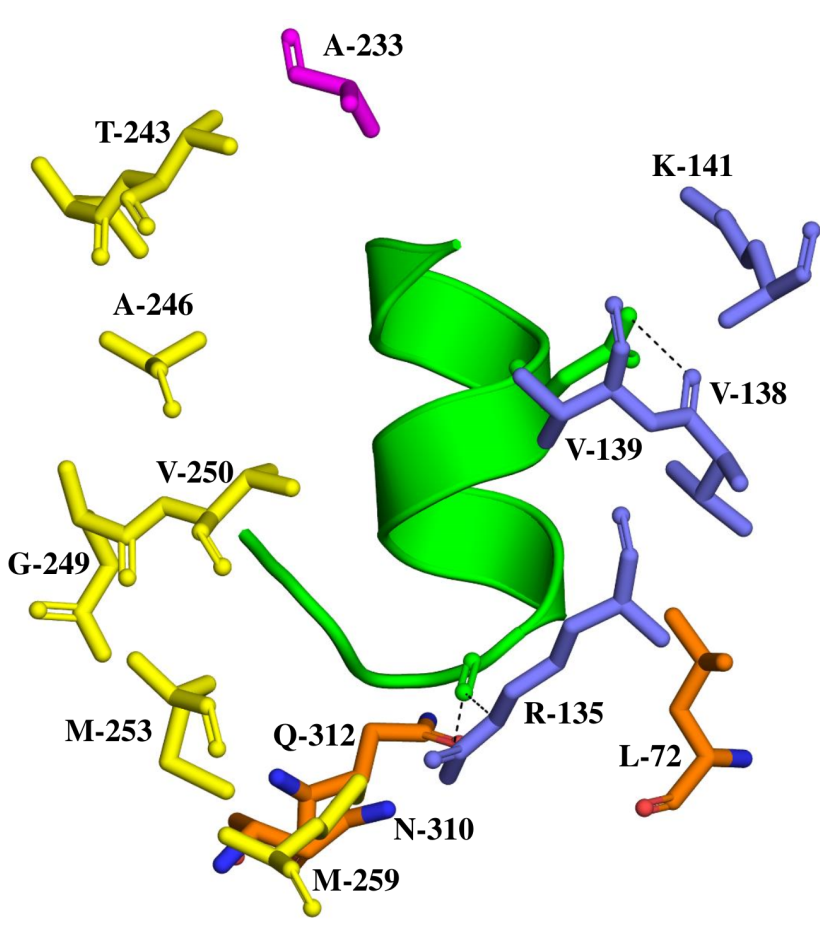 A-233
T-243
K-141
A-246
V-138
V-139
V-250
G-249
R-135
M-253
Q-312
L-72
N-310
M-259